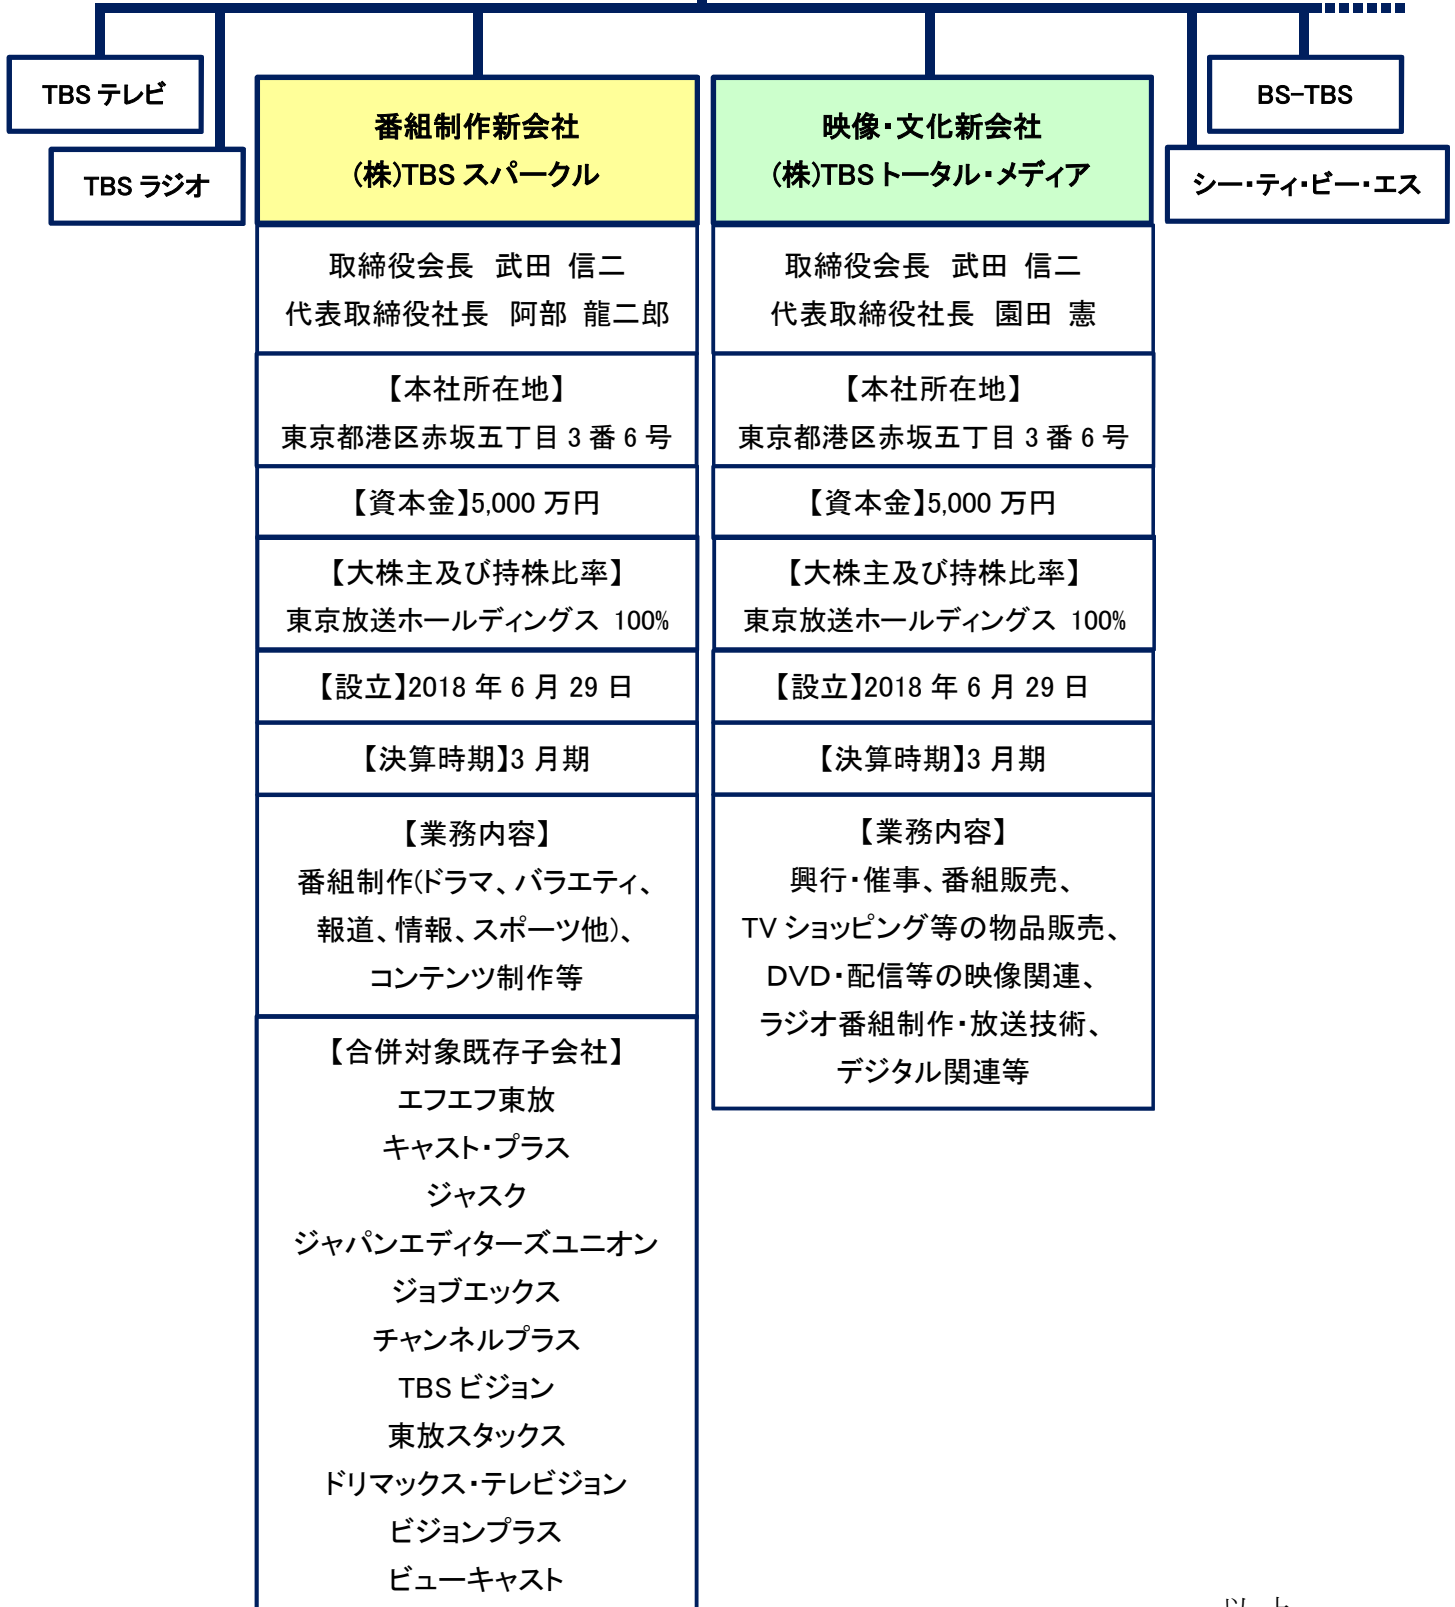 TBS テレビ
TBS ラジオ
番組制作新会社
(株)TBS スパークル
取締役会長 武田 信二
代表取締役社長 阿部 龍二郎
【本社所在地】
東京都港区赤坂五丁目 3 番 6 号
【資本金】5,000 万円
【大株主及び持株比率】
東京放送ホールディングス 100%
【設立】2018 年 6 月 29 日
【決算時期】3 月期
【業務内容】
番組制作(ドラマ、バラエティ、
報道、情報、スポーツ他)、
コンテンツ制作等
【合併対象既存子会社】
エフエフ東放
キャスト・プラス
ジャスク
ジャパンエディターズユニオン
ジョブエックス
チャンネルプラス
TBS ビジョン
東放スタックス
ドリマックス・テレビジョン
ビジョンプラス
ビューキャスト
映像・文化新会社
(株)TBS トータル・メディア
取締役会長 武田 信二
代表取締役社長 園田 憲
【本社所在地】
東京都港区赤坂五丁目 3 番 6 号
【資本金】5,000 万円
【大株主及び持株比率】
東京放送ホールディングス 100%
【設立】2018 年 6 月 29 日
【決算時期】3 月期
【業務内容】
興行・催事、番組販売、
TV ショッピング等の物品販売、
DVD・配信等の映像関連、
ラジオ番組制作・放送技術、
デジタル関連等
BS-TBS
シー・ティ・ビー・エス
以 上